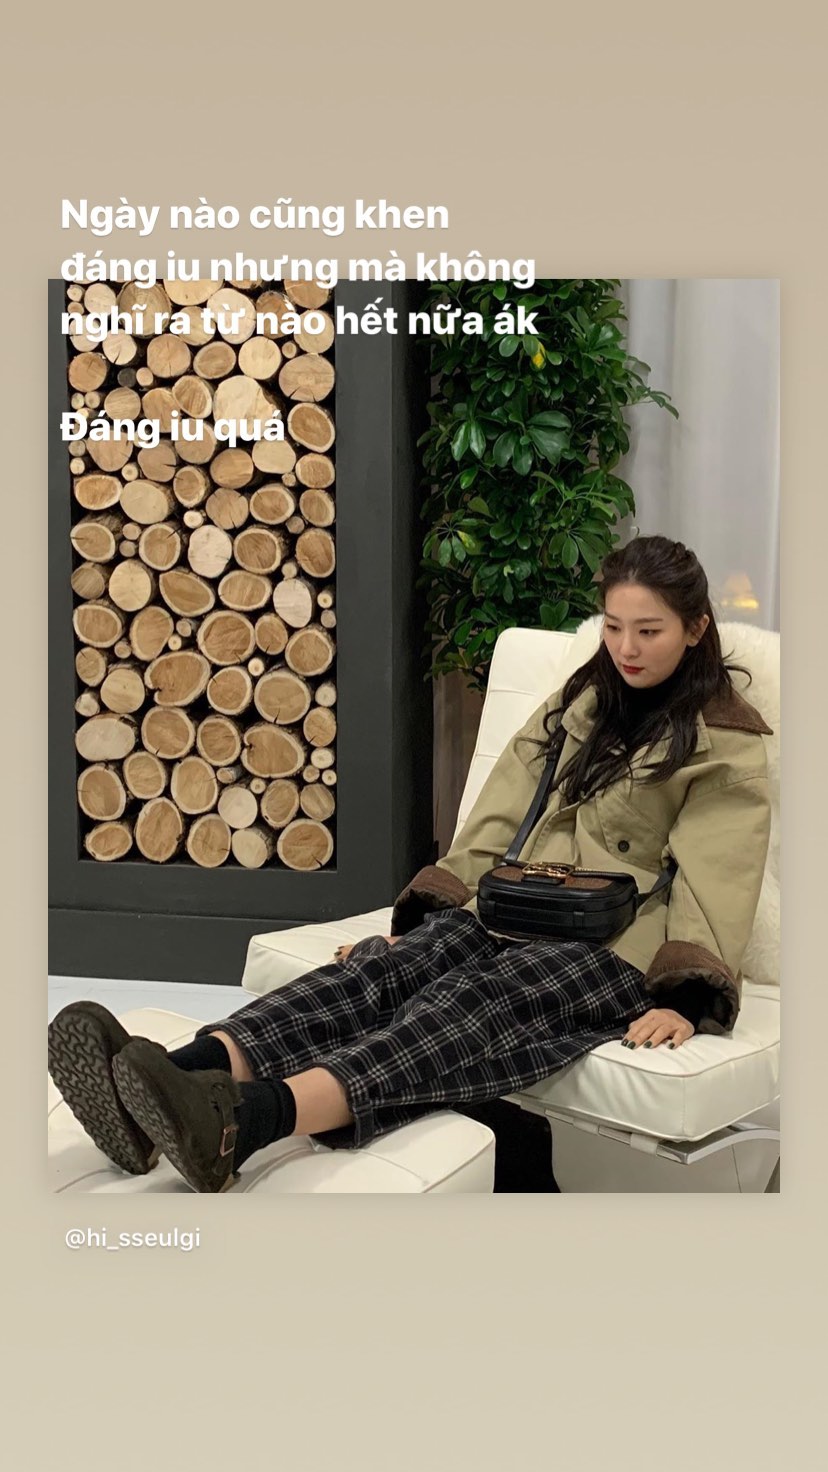 Ngày nào cũng khen
đáng iu nhưng mà không
nghĩ ra từ nào hết nữa ák
Đáng iu quá
@hi_sseulgi